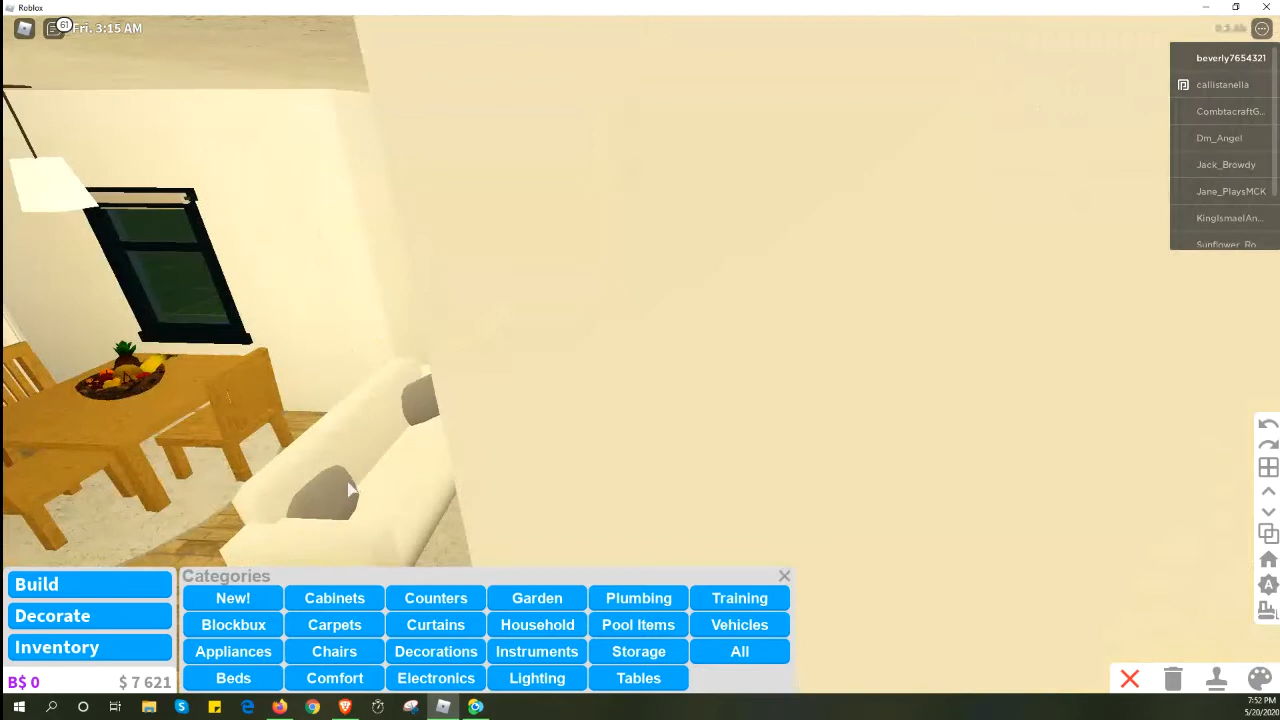 Roblox
61
Fri. 3:15 AM
beverly7654321
callistanella
CombtacraftG...
Dm_Angel
Jack_Browdy
Jane_PlaysMCK
KingIsmaelAn...
Sunflower_Ro...
Build
Decorate
Inventory
B$ 0
$ 7 621
Categories
New! Cabinets Counters Garden Plumbing Training
Blockbux Carpets Curtains Household Pool Items Vehicles
Appliances Chairs Decorations Instruments Storage All
Beds Comfort Electronics Lighting Tables
A
7:52 PM
5/20/2020